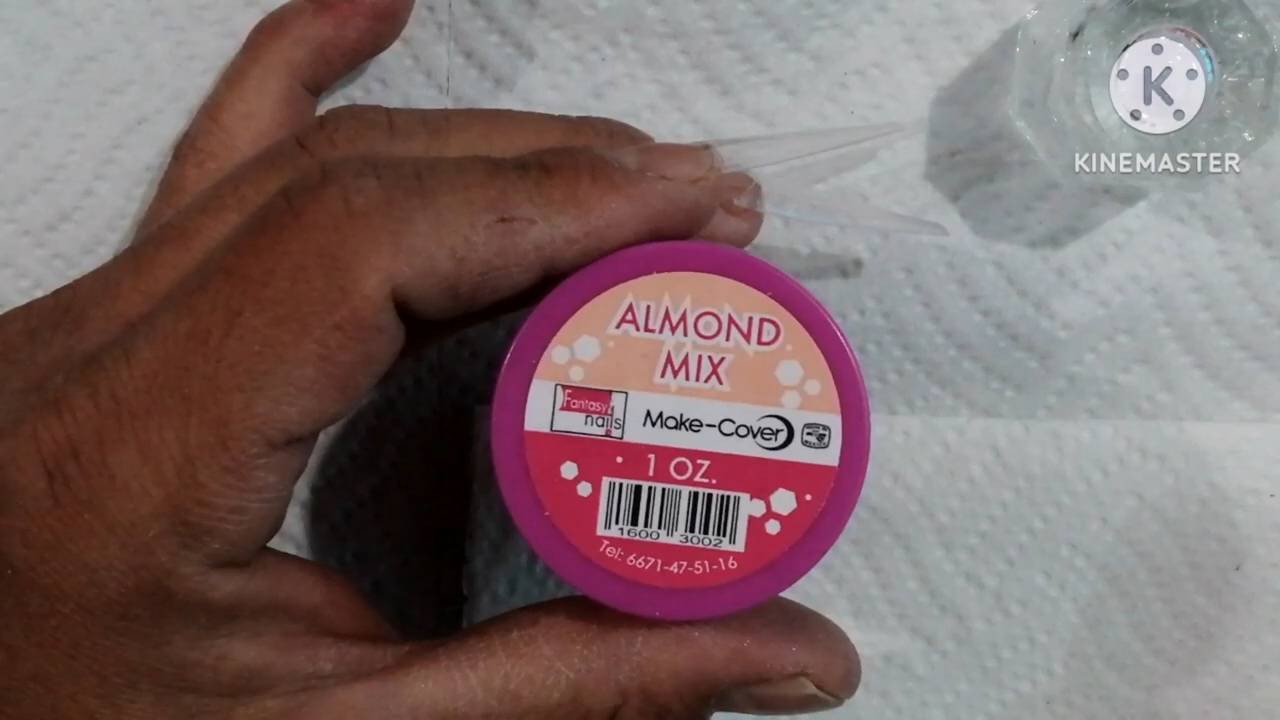 KINEMASTER
ALMOND
MIX
Fantasy
nails
Make-Cover
1 OZ.
1600 3002
Tel: 6671-47-51-16